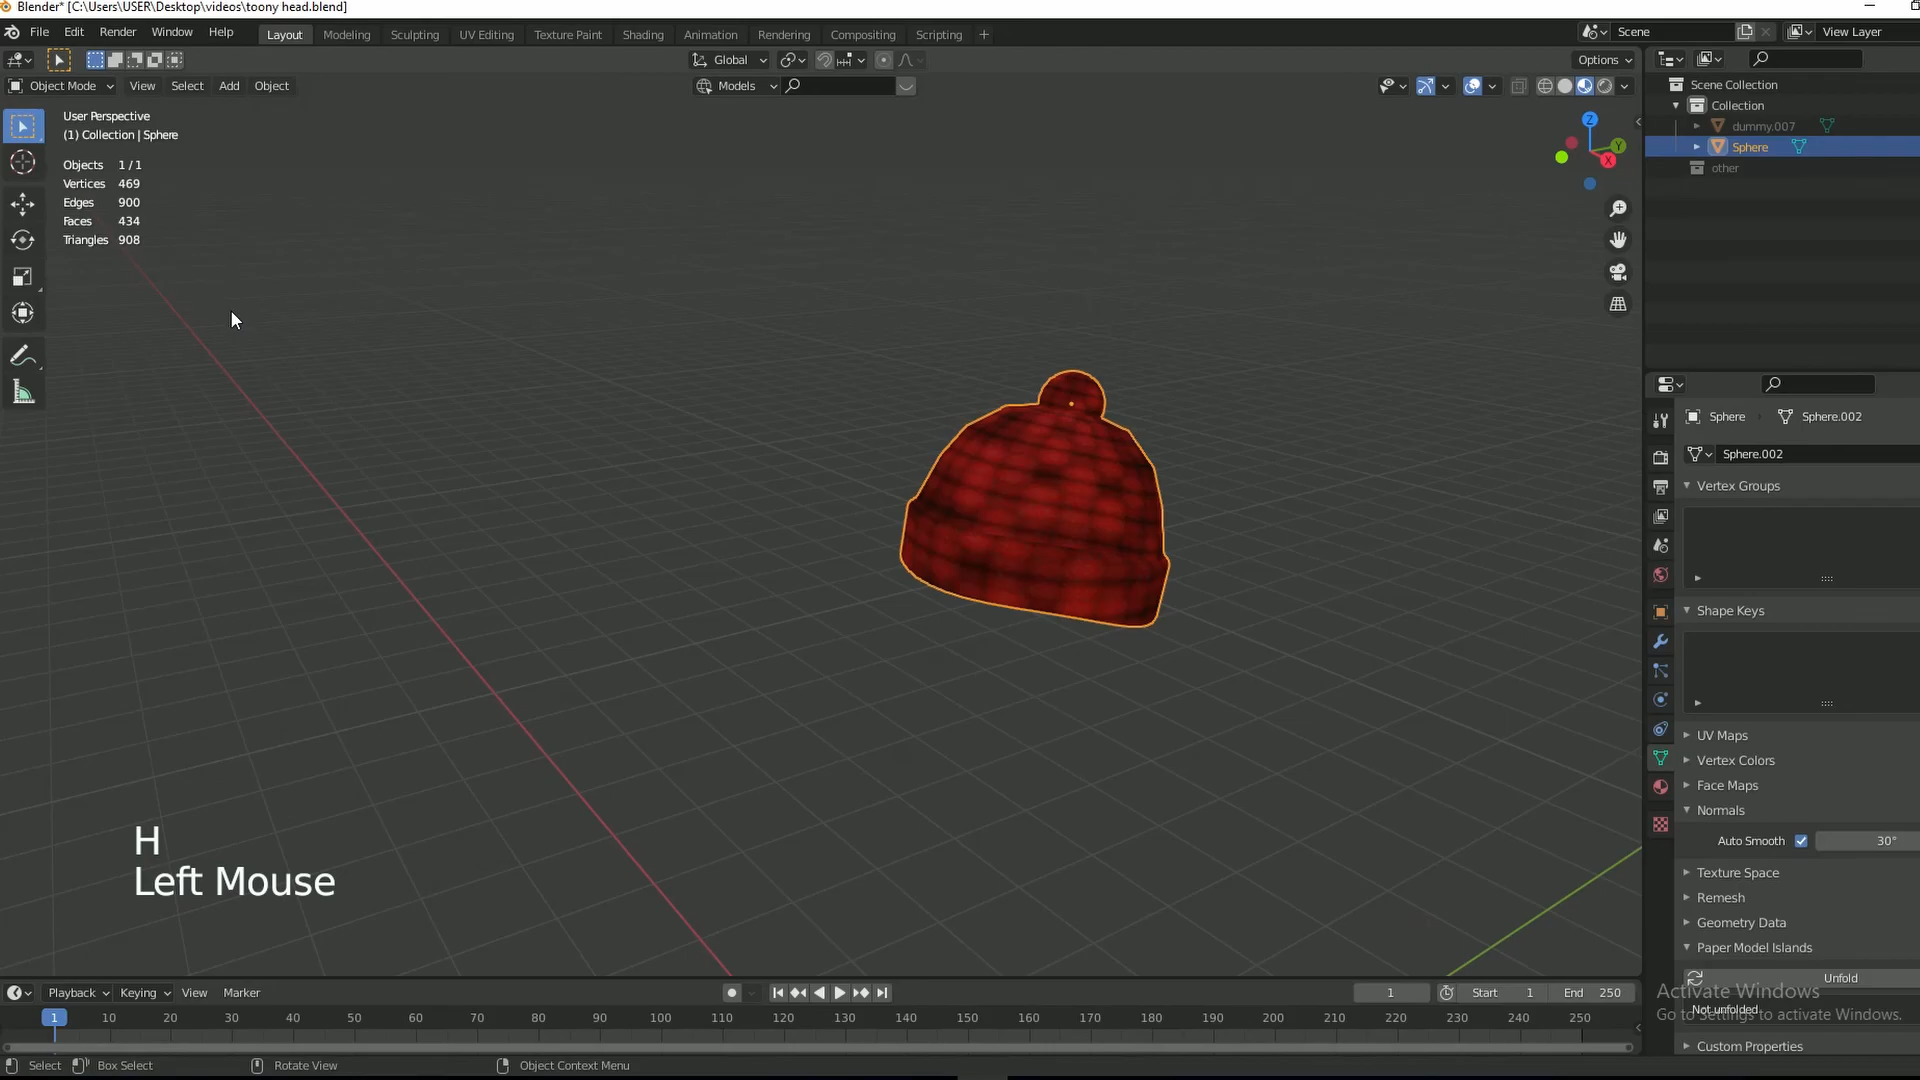 Blender* [C:\Users\USER\Desktop\videos\toony head.blend]
File Edit Render Window Help Layout Modeling Sculpting UV Editing Texture Paint Shading Animation Rendering Compositing Scripting + Scene View Layer
Global Options
Object Mode View Select Add Object Models
User Perspective
(1) Collection | Sphere
Objects 1 / 1
Vertices 469
Edges 900
Faces 434
Triangles 908
Z
Y
X
Scene Collection
Collection
dummy.007
Sphere
other
Sphere Sphere.002
Sphere.002
Vertex Groups
Shape Keys
UV Maps
Vertex Colors
Face Maps
Normals
Auto Smooth 30°
Texture Space
Remesh
Geometry Data
Paper Model Islands
Unfold
Not unfolded
Custom Properties
Activate Windows
Go to Settings to activate Windows.
H
Left Mouse
Playback Keying View Marker 1 Start 1 End 250
1 10 20 30 40 50 60 70 80 90 100 110 120 130 140 150 160 170 180 190 200 210 220 230 240 250
Select Box Select Rotate View Object Context Menu